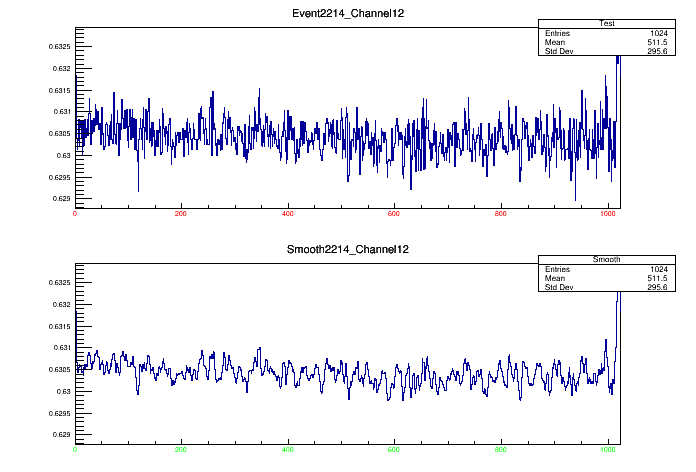 Event2214_Channel12
Test
Entries 1024
Mean 511.5
Std Dev 295.6
0.6325
0.632
0.6315
0.631
0.6305
0.63
0.6295
0.629
0 200 400 600 800 1000
Smooth2214_Channel12
Smooth
Entries 1024
Mean 511.5
Std Dev 295.6
0.6325
0.632
0.6315
0.631
0.6305
0.63
0.6295
0.629
0 200 400 600 800 1000